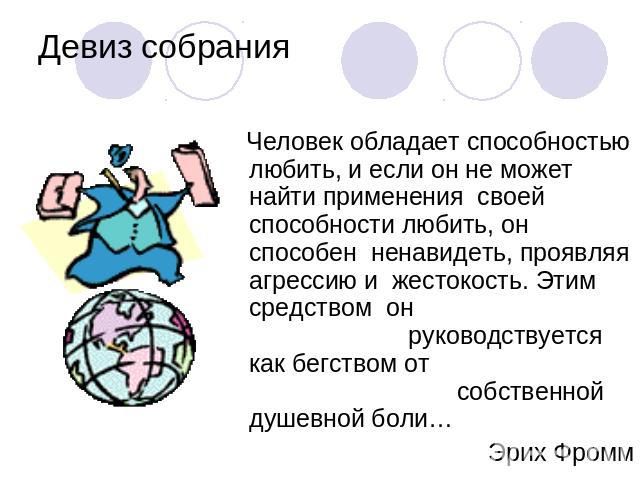 Девиз собрания
Человек обладает способностью
любить, и если он не может
найти применения своей
способности любить, он
способен ненавидеть, проявляя
агрессию и жестокость. Этим
средством он
руководствуется
как бегством от
собственной
душевной боли…
Эрих Фромм